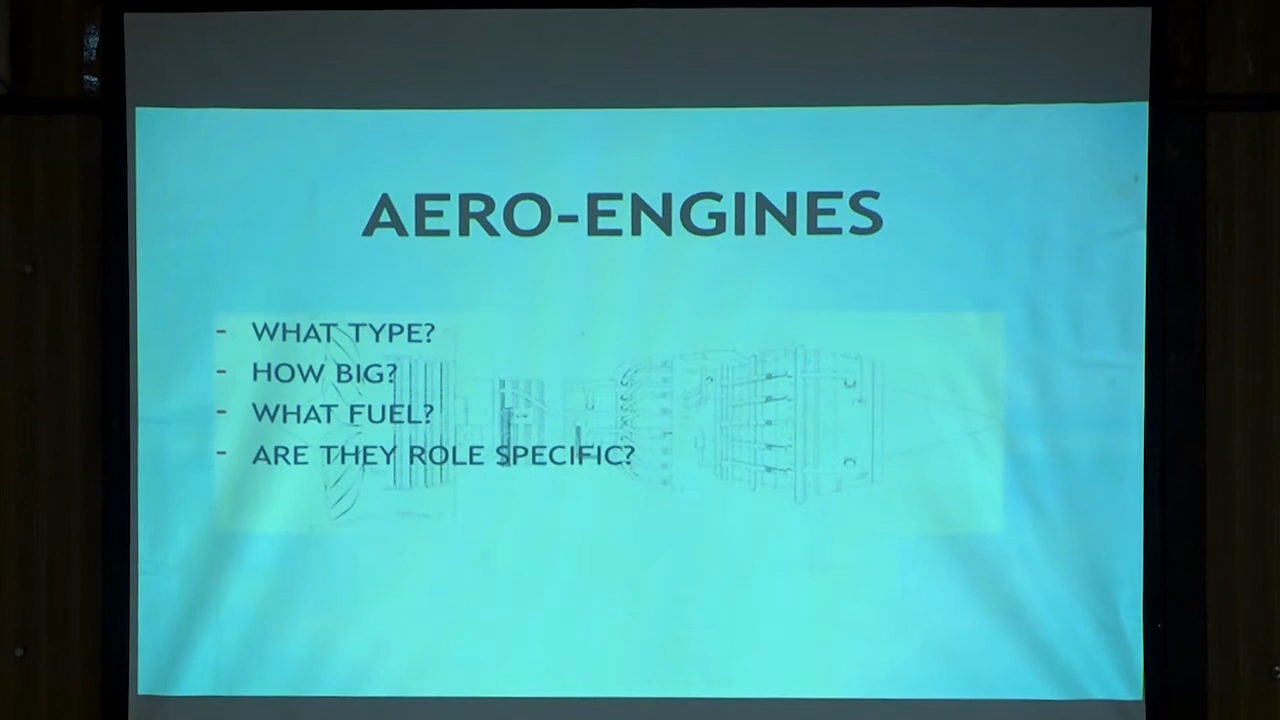 AERO-ENGINES
- WHAT TYPE?
- HOW BIG?
- WHAT FUEL?
- ARE THEY ROLE SPECIFIC?